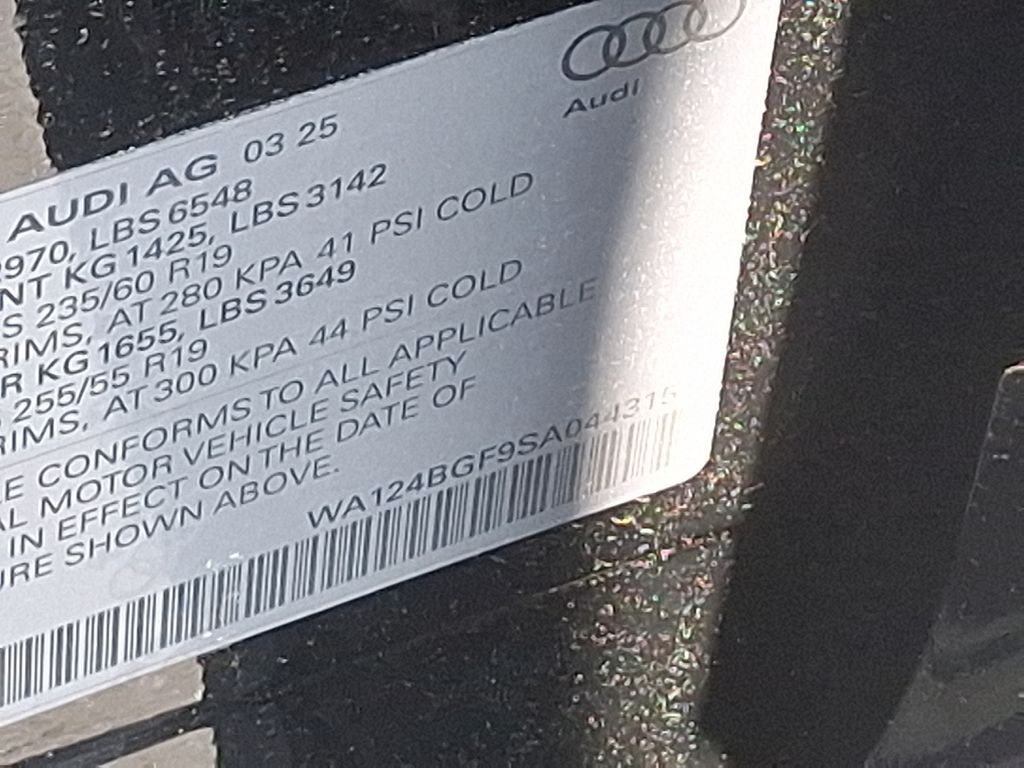 Audi
AUDI AG 03 25
2970, LBS 6548
NT KG 1425, LBS 3142
S 235/60 R19
RIMS, AT 280 KPA 41 PSI COLD
R KG 1655, LBS 3649
255/55 R19
RIMS, AT 300 KPA 44 PSI COLD
LE CONFORMS TO ALL APPLICABLE
AL MOTOR VEHICLE SAFETY
IN EFFECT ON THE DATE OF
URE SHOWN ABOVE.
WA124BGF9SA044315